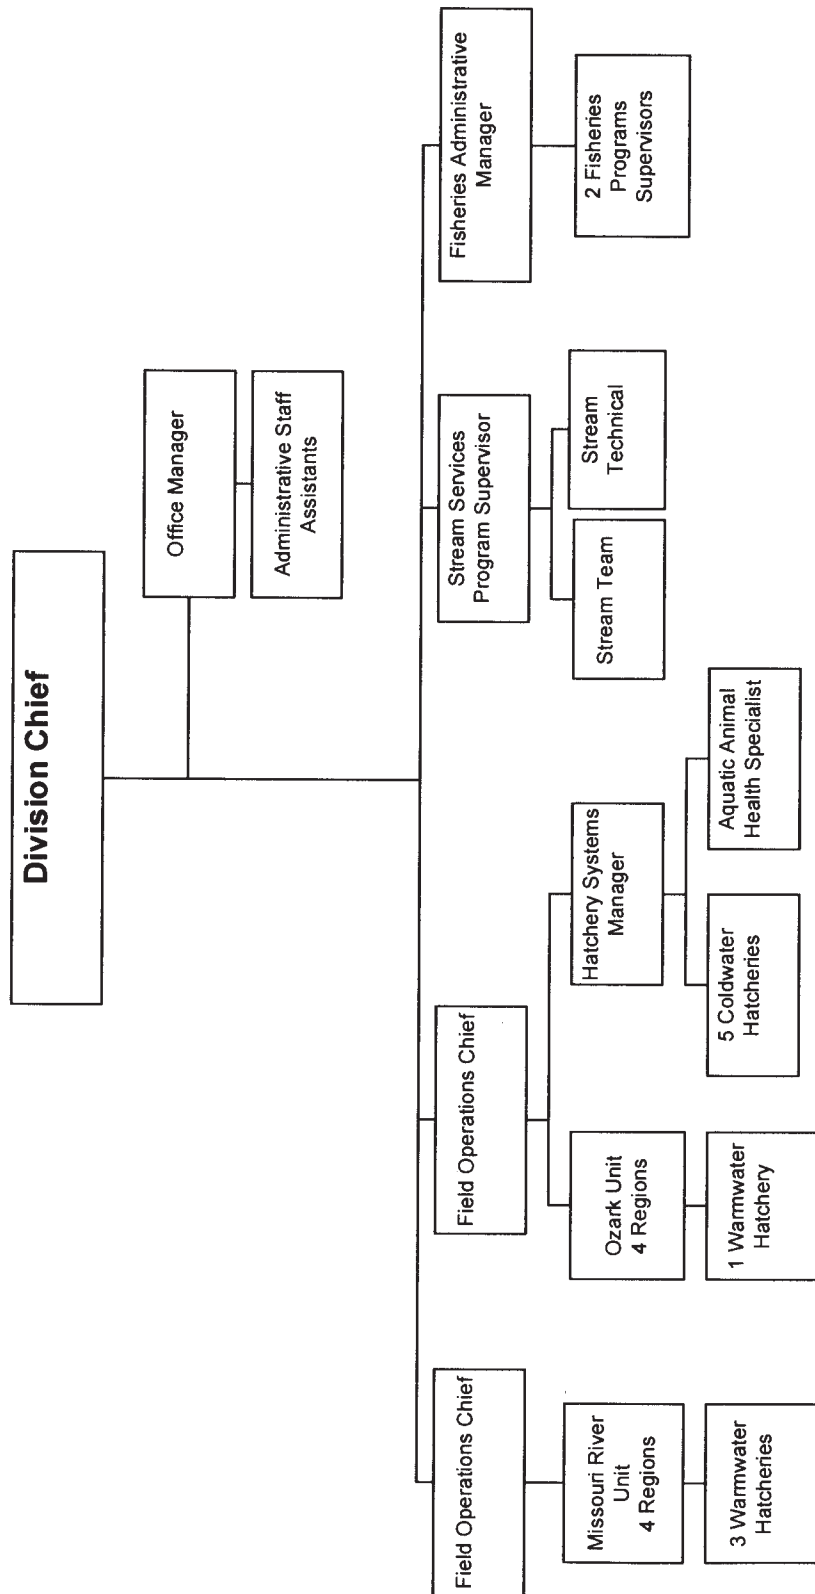 Division Chief
Office Manager
Administrative Staff
Assistants
Field Operations Chief
Field Operations Chief
Stream Services
Program Supervisor
Fisheries Administrative
Manager
Missouri River
Unit
4 Regions
Ozark Unit
4 Regions
Hatchery Systems
Manager
Stream Team
Stream
Technical
2 Fisheries
Programs
Supervisors
3 Warmwater
Hatcheries
1 Warmwater
Hatchery
5 Coldwater
Hatcheries
Aquatic Animal
Health Specialist